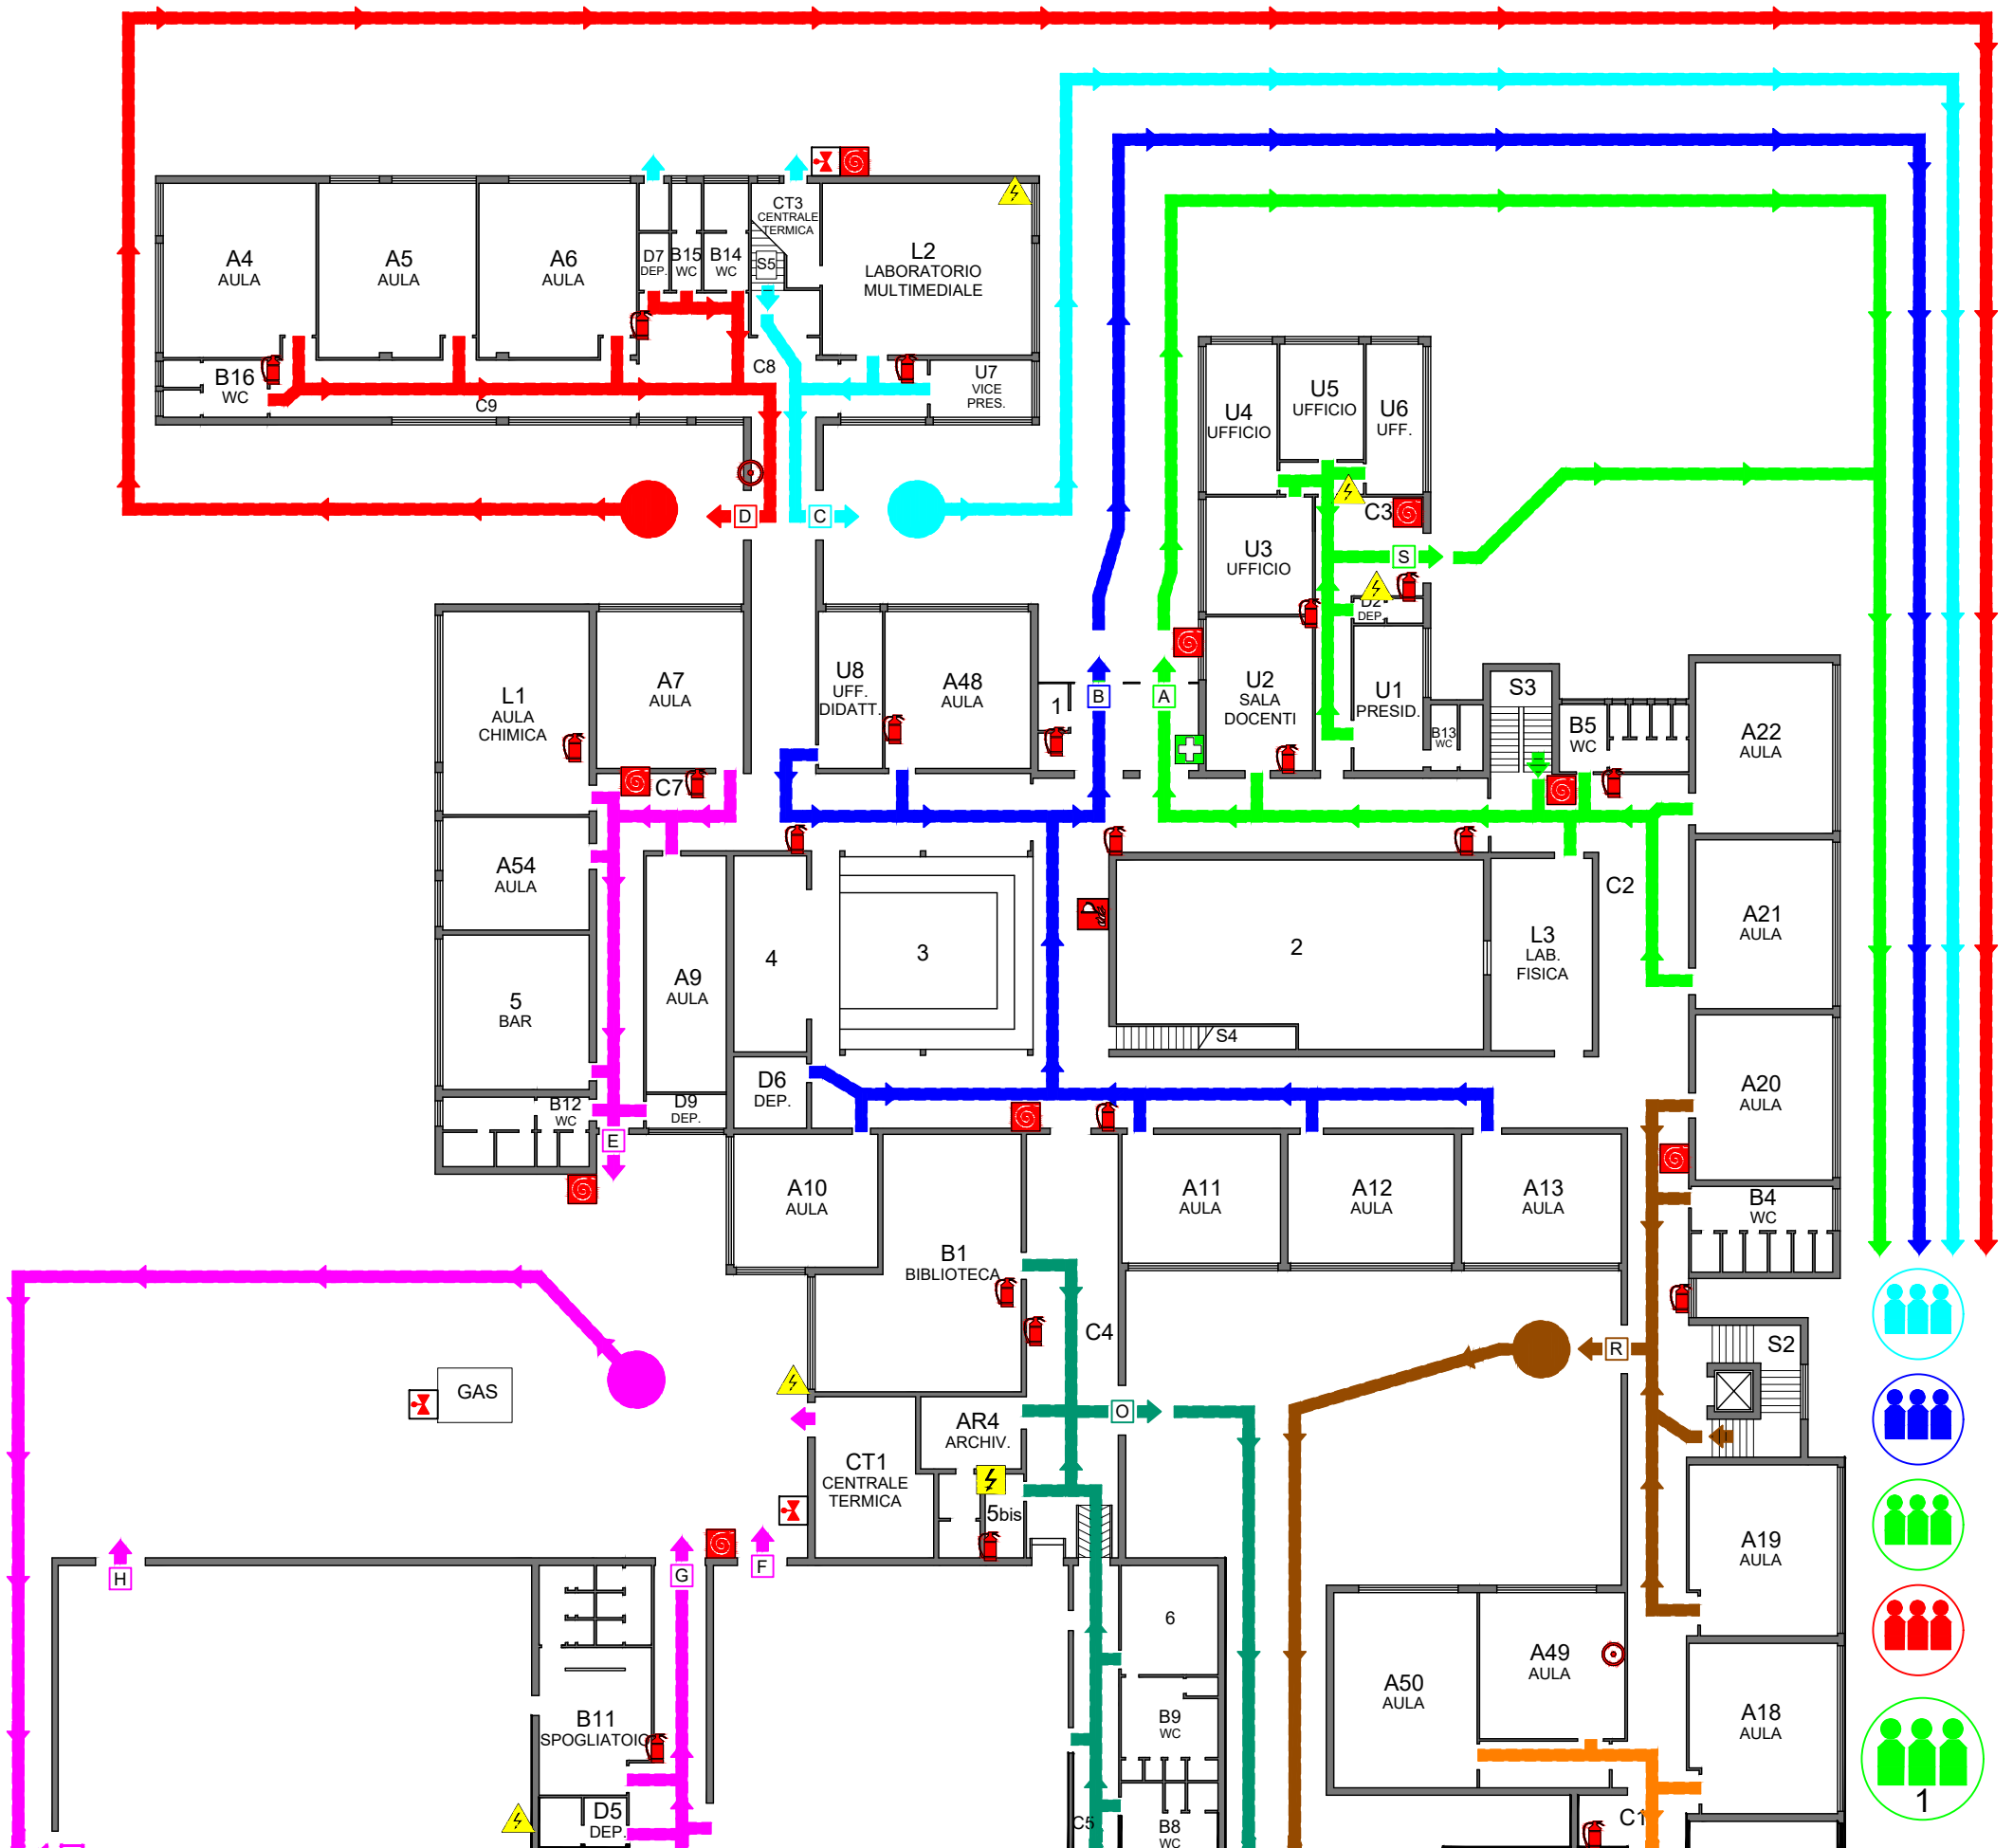 A4
AULA
A5
AULA
A6
AULA
D7
DEP.
B15
WC
B14
WC
CT3
CENTRALE
TERMICA
S5
L2
LABORATORIO
MULTIMEDIALE
B16
WC
C9
C8
U7
VICE
PRES.
U4
UFFICIO
U5
UFFICIO
U6
UFF.
C3
D
C
U3
UFFICIO
S
D2
DEP.
L1
AULA
CHIMICA
A7
AULA
U8
UFF.
DIDATT.
A48
AULA
1
B
A
U2
SALA
DOCENTI
U1
PRESID.
B13
WC
S3
B5
WC
A22
AULA
C7
A54
AULA
A9
AULA
4
3
2
L3
LAB.
FISICA
C2
A21
AULA
5
BAR
S4
D6
DEP.
D9
DEP.
B12
WC
E
A20
AULA
A10
AULA
B1
BIBLIOTECA
A11
AULA
A12
AULA
A13
AULA
B4
WC
C4
R
S2
GAS
AR4
ARCHIV.
O
CT1
CENTRALE
TERMICA
5bis
A19
AULA
H
G
F
6
A50
AULA
A49
AULA
B11
SPOGLIATOIO
B9
WC
A18
AULA
D5
DEP.
C5
B8
WC
C1
1